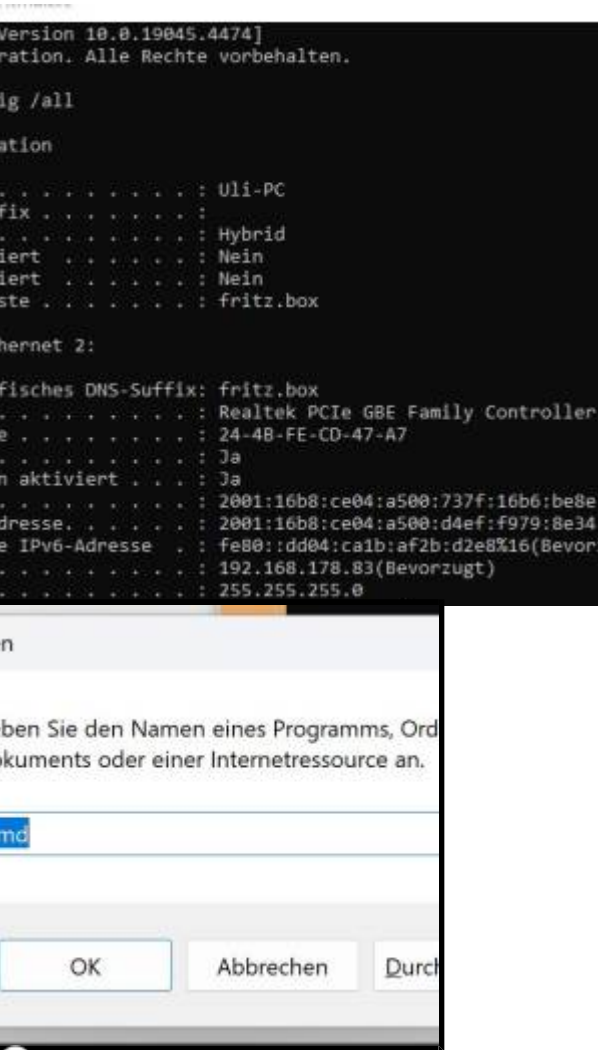 Version 10.0.19045.4474]
ration. Alle Rechte vorbehalten.
ig /all
ation
. . . . . . . . . : Uli-PC
fix . . . . . . . :
. . . . . . . . . : Hybrid
iert . . . . . . : Nein
iert . . . . . . : Nein
ste . . . . . . . : fritz.box
hernet 2:
fisches DNS-Suffix: fritz.box
. . . . . . . . . : Realtek PCIe GBE Family Controller
e . . . . . . . . : 24-4B-FE-CD-47-A7
. . . . . . . . . : Ja
n aktiviert . . . : Ja
. . . . . . . . . : 2001:16b8:ce04:a500:737f:16b6:be8e
dresse. . . . . . : 2001:16b8:ce04:a500:d4ef:f979:8e34
e IPv6-Adresse . : fe80::dd04:ca1b:af2b:d2e8%16(Bevor
. . . . . . . . . : 192.168.178.83(Bevorzugt)
. . . . . . . . . : 255.255.255.0
en
eben Sie den Namen eines Programms, Ord
okuments oder einer Internetressource an.
md
OK Abbrechen Durch